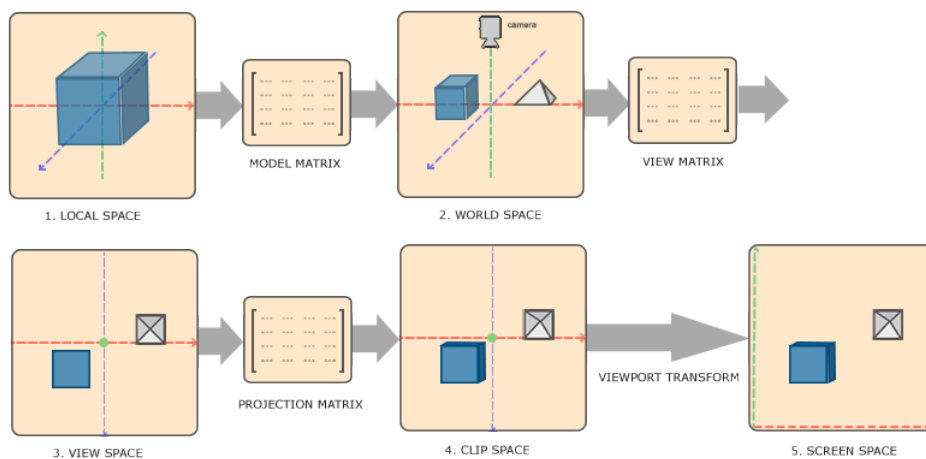 camera
MODEL MATRIX
VIEW MATRIX
1. LOCAL SPACE
2. WORLD SPACE
VIEWPORT TRANSFORM
PROJECTION MATRIX
3. VIEW SPACE
4. CLIP SPACE
5. SCREEN SPACE